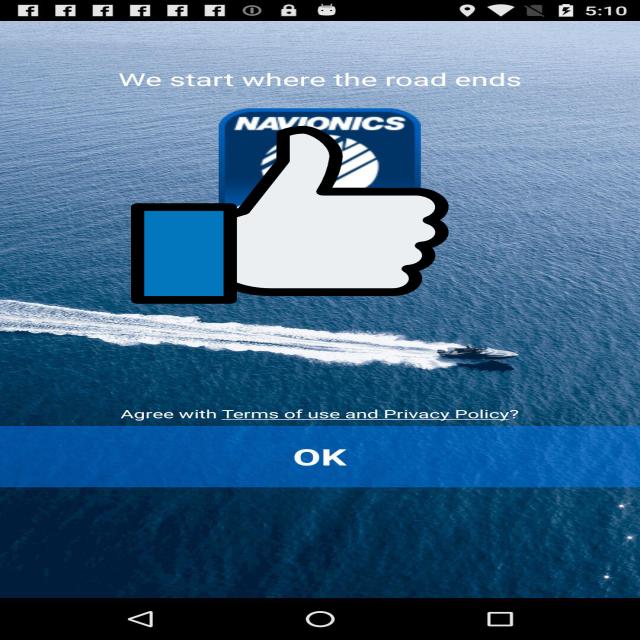 5:10
We start where the road ends
NAVIONICS
Agree with Terms of use and Privacy Policy?
OK